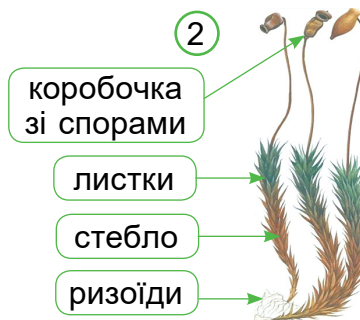 2
коробочка
зі спорами
листки
стебло
ризоїди